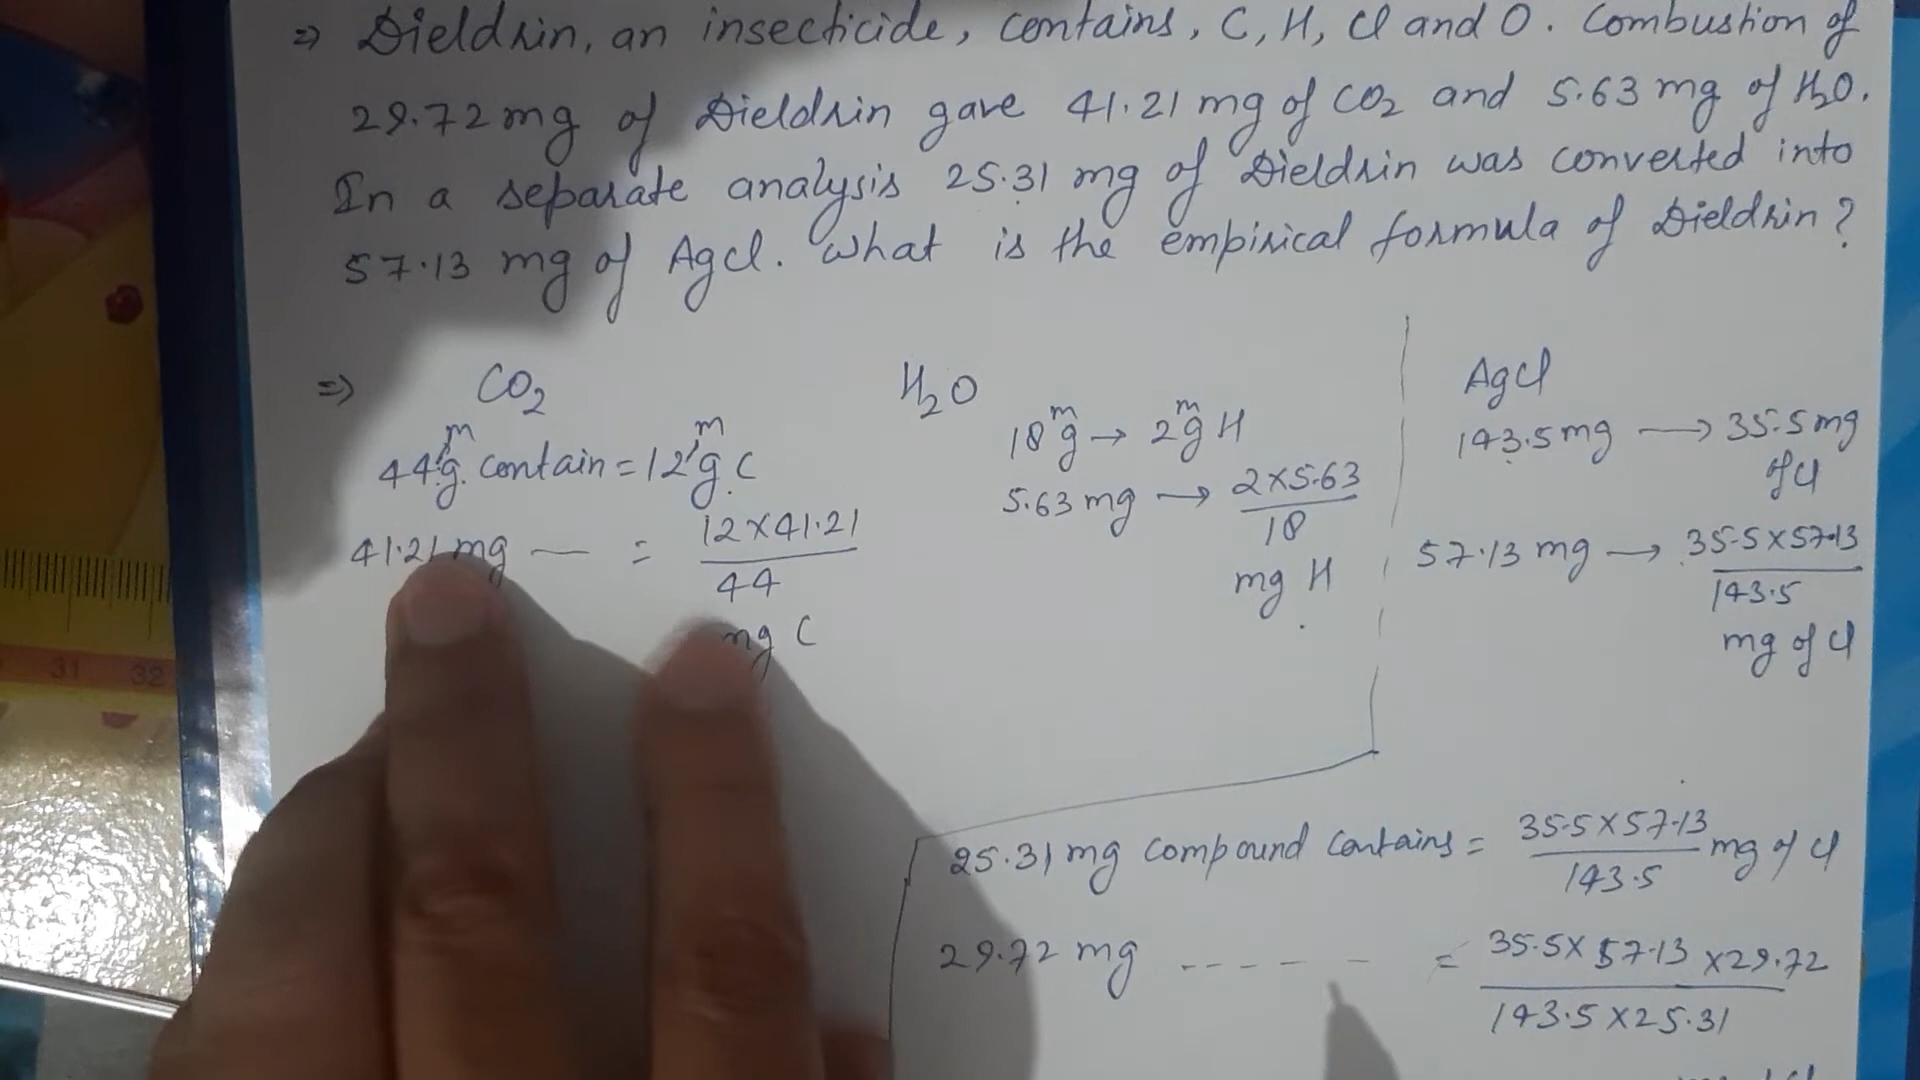 ⇒ Dieldrin, an insecticide, contains, C, H, Cl and O. Combustion of
29.72 mg of Dieldrin gave 41.21 mg of CO₂ and 5.63 mg of H₂O.
In a separate analysis 25.31 mg of Dieldrin was converted into
57.13 mg of AgCl. What is the empirical formula of Dieldrin?
⇒ CO₂
44 mg contain = 12 mg C
41.21 mg — = 12×41.21
44
mg C
H₂O
18 mg → 2 mg H
5.63 mg → 2×5.63
18
mg H
AgCl
143.5 mg → 35.5 mg
of Cl
57.13 mg → 35.5×57.13
143.5
mg of Cl
25.31 mg compound contains = 35.5×57.13 mg of Cl
143.5
29.72 mg ----- = 35.5×57.13×29.72
143.5×25.31
31 32